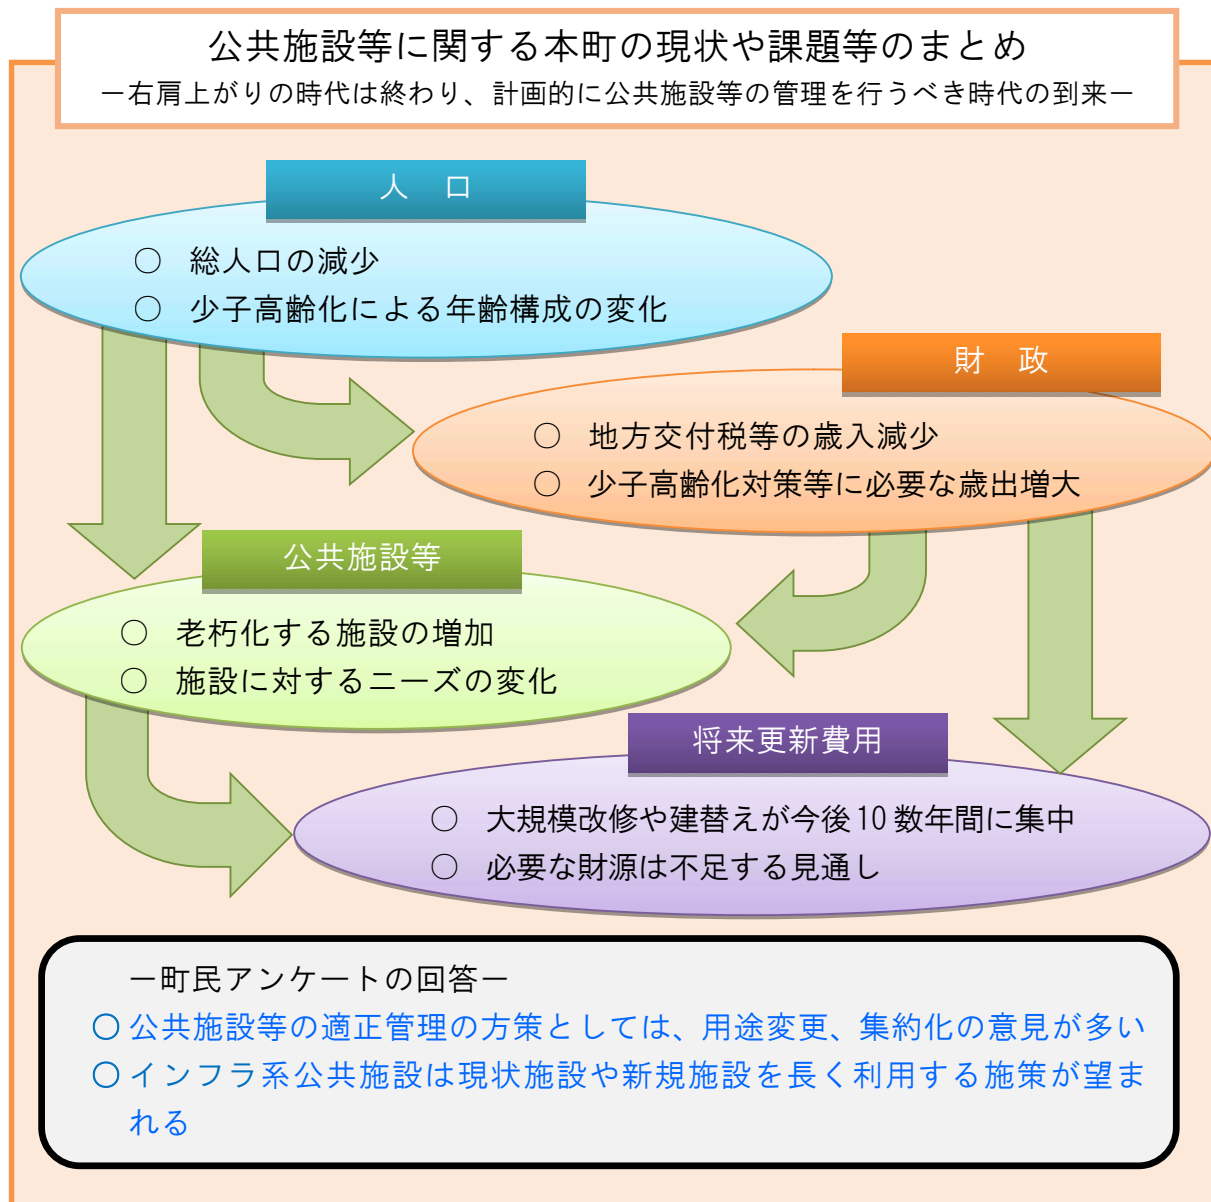 公共施設等に関する本町の現状や課題等のまとめ
ー右肩上がりの時代は終わり、計画的に公共施設等の管理を行うべき時代の到来ー
人　口
○ 総人口の減少
○ 少子高齢化による年齢構成の変化
財　政
○ 地方交付税等の歳入減少
○ 少子高齢化対策等に必要な歳出増大
公共施設等
○ 老朽化する施設の増加
○ 施設に対するニーズの変化
将来更新費用
○ 大規模改修や建替えが今後10数年間に集中
○ 必要な財源は不足する見通し
ー町民アンケートの回答ー
○ 公共施設等の適正管理の方策としては、用途変更、集約化の意見が多い
○ インフラ系公共施設は現状施設や新規施設を長く利用する施策が望ま
れる